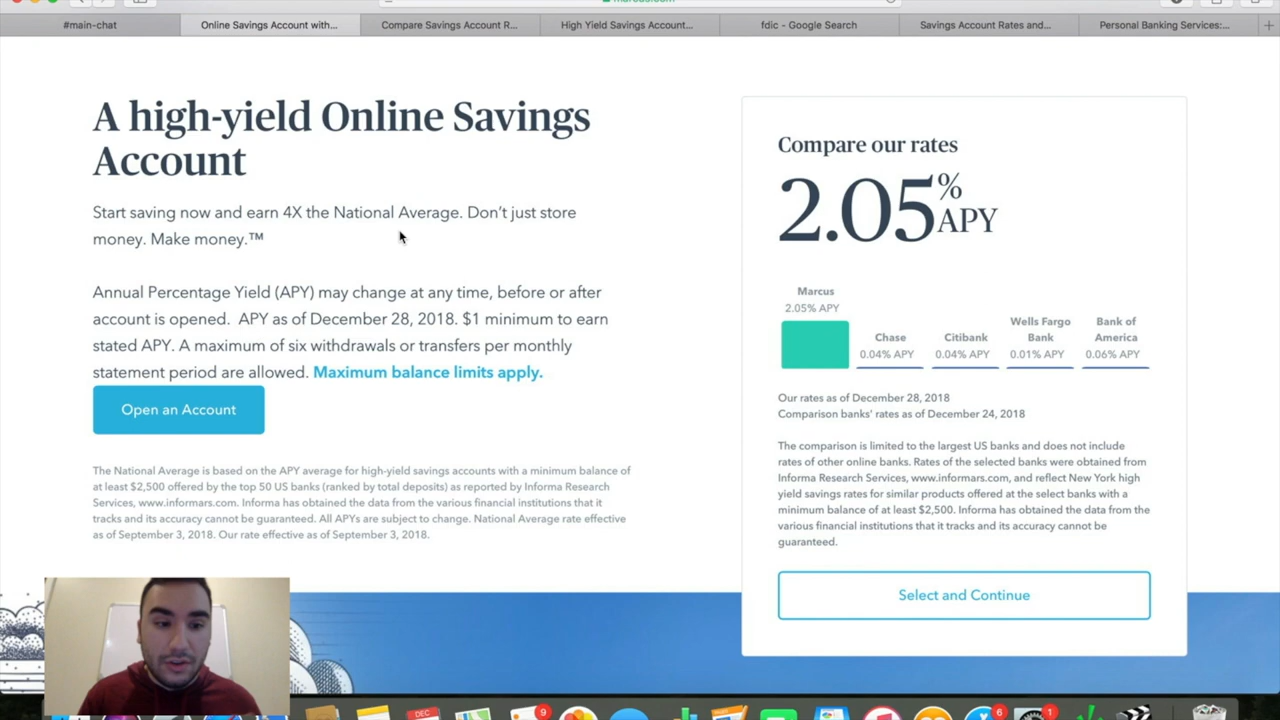 #main-chat
Online Savings Account with...
Compare Savings Account R...
High Yield Savings Account...
fdic - Google Search
Savings Account Rates and...
Personal Banking Services:...
A high-yield Online Savings
Account
Start saving now and earn 4X the National Average. Don't just store
money. Make money.™
Annual Percentage Yield (APY) may change at any time, before or after
account is opened. APY as of December 28, 2018. $1 minimum to earn
stated APY. A maximum of six withdrawals or transfers per monthly
statement period are allowed. Maximum balance limits apply.
Open an Account
The National Average is based on the APY average for high-yield savings accounts with a minimum balance of
at least $2,500 offered by the top 50 US banks (ranked by total deposits) as reported by Informa Research
Services, www.informars.com. Informa has obtained the data from the various financial institutions that it
tracks and its accuracy cannot be guaranteed. All APYs are subject to change. National Average rate effective
as of September 3, 2018. Our rate effective as of September 3, 2018.
Compare our rates
2.05% APY
Marcus
2.05% APY
Chase
0.04% APY
Citibank
0.04% APY
Wells Fargo
Bank
0.01% APY
Bank of
America
0.06% APY
Our rates as of December 28, 2018
Comparison banks' rates as of December 24, 2018
The comparison is limited to the largest US banks and does not include
rates of other online banks. Rates of the selected banks were obtained from
Informa Research Services, www.informars.com, and reflect New York high
yield savings rates for similar products offered at the select banks with a
minimum balance of at least $2,500. Informa has obtained the data from the
various financial institutions that it tracks and its accuracy cannot be
guaranteed.
Select and Continue
DEC
9
6
1